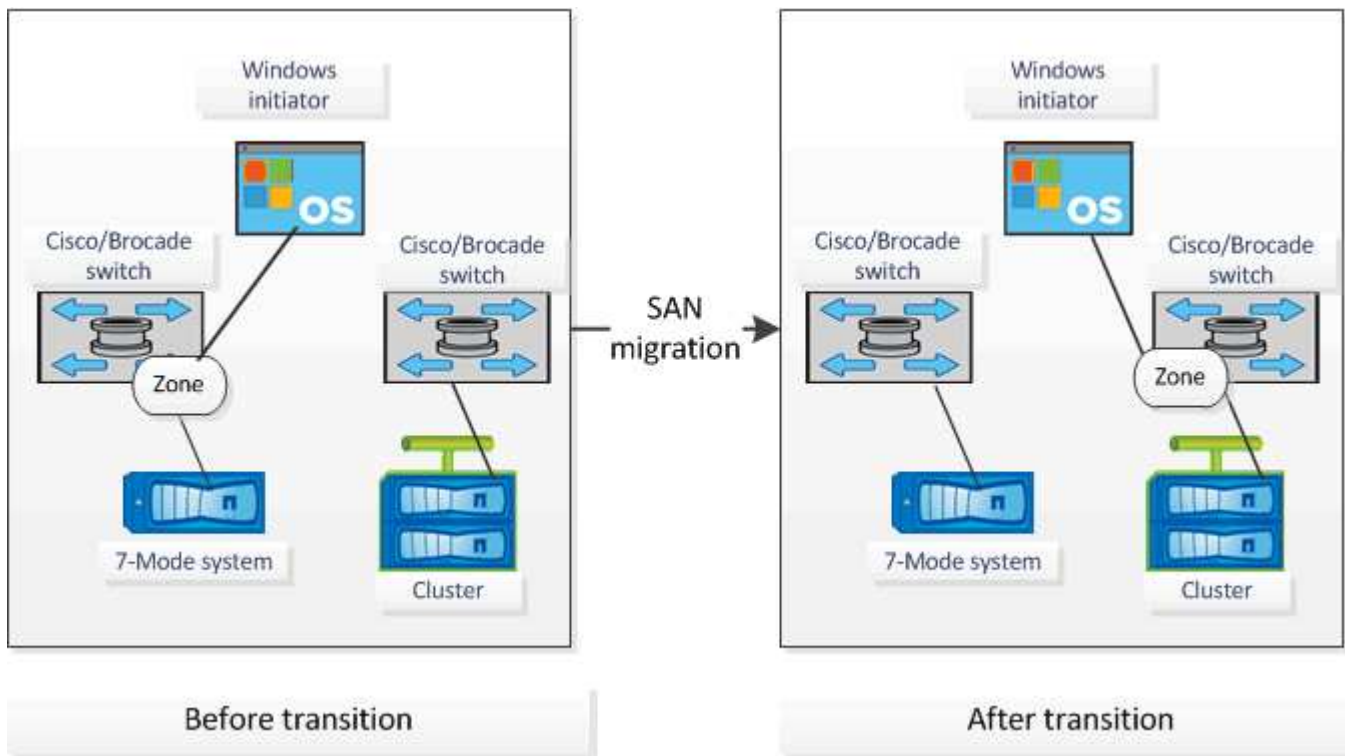 Windows
initiator
OS
Cisco/Brocade
switch
Cisco/Brocade
switch
Zone
n
n
n
7-Mode system
Cluster
Before transition
SAN
migration
Windows
initiator
OS
Cisco/Brocade
switch
Cisco/Brocade
switch
Zone
n
n
n
7-Mode system
Cluster
After transition